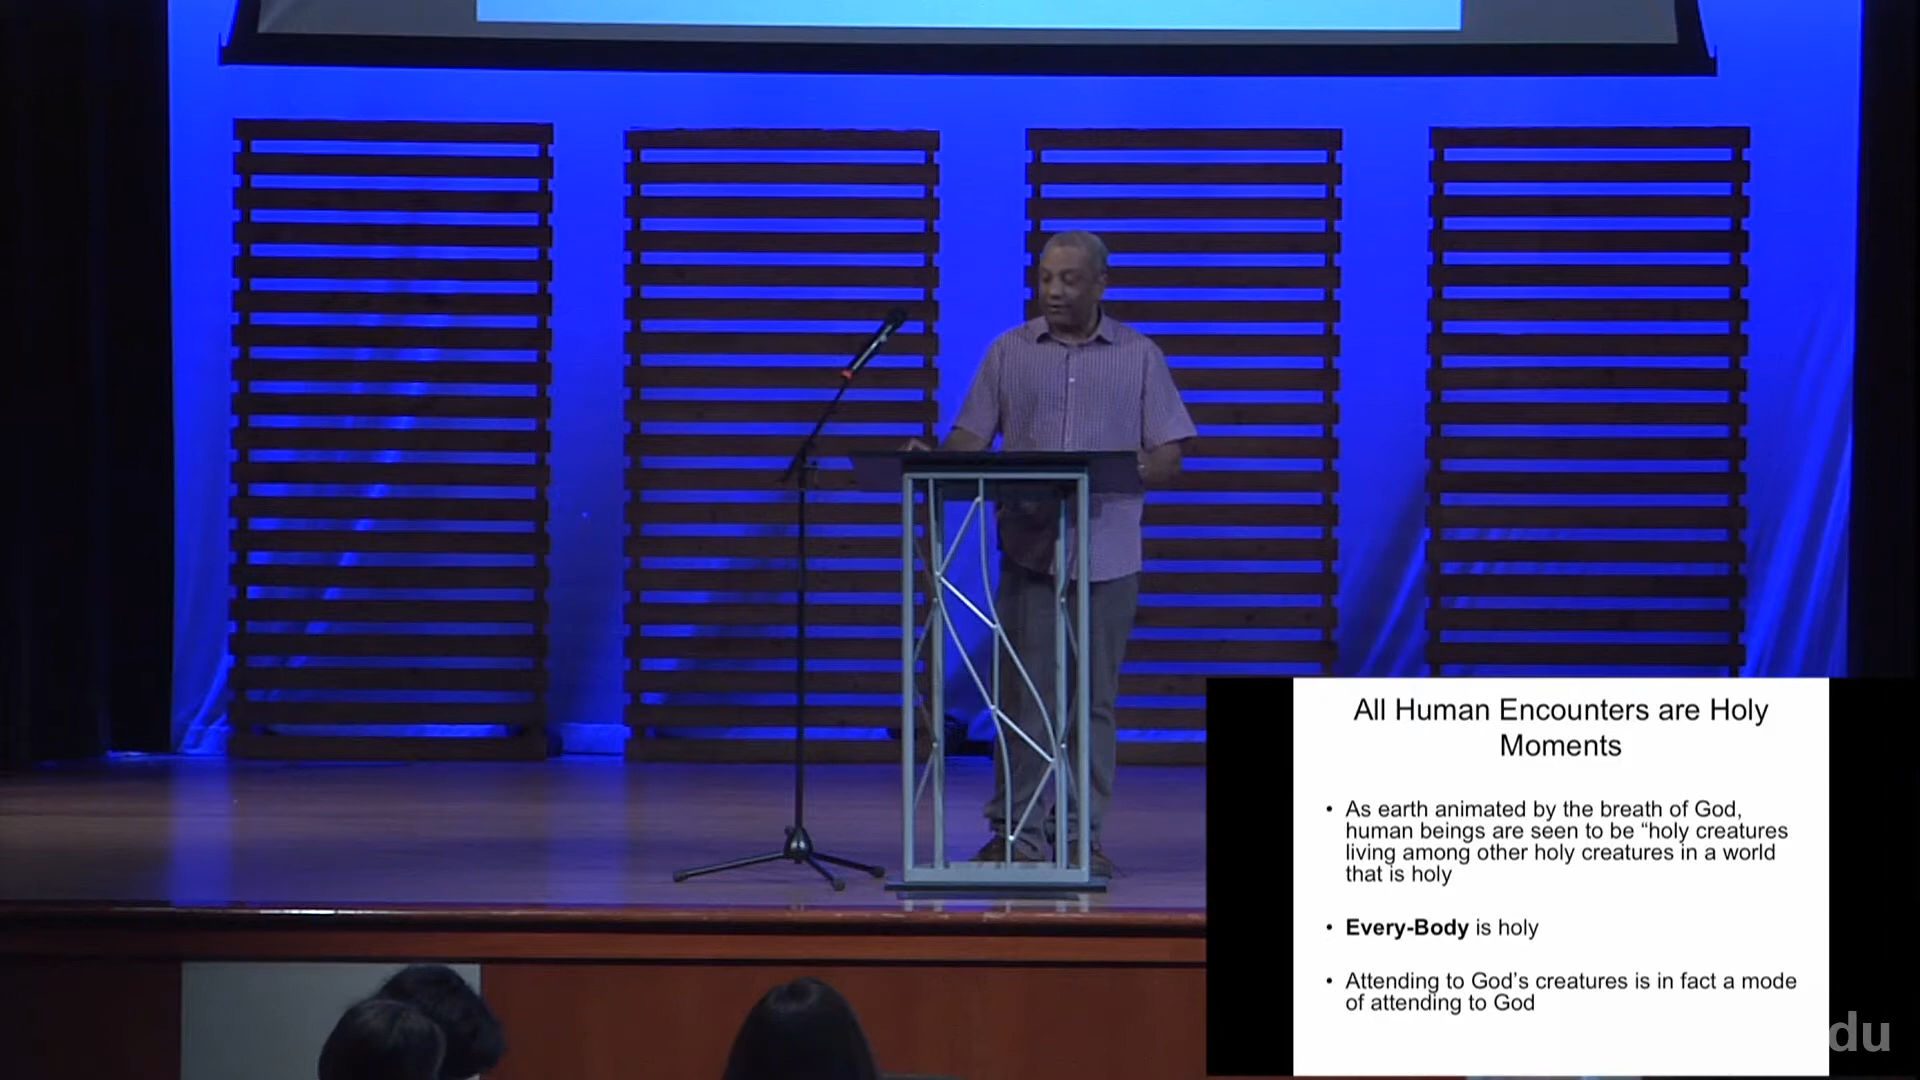 All Human Encounters are Holy
Moments
• As earth animated by the breath of God,
human beings are seen to be “holy creatures
living among other holy creatures in a world
that is holy
• Every-Body is holy
• Attending to God’s creatures is in fact a mode
of attending to God
du